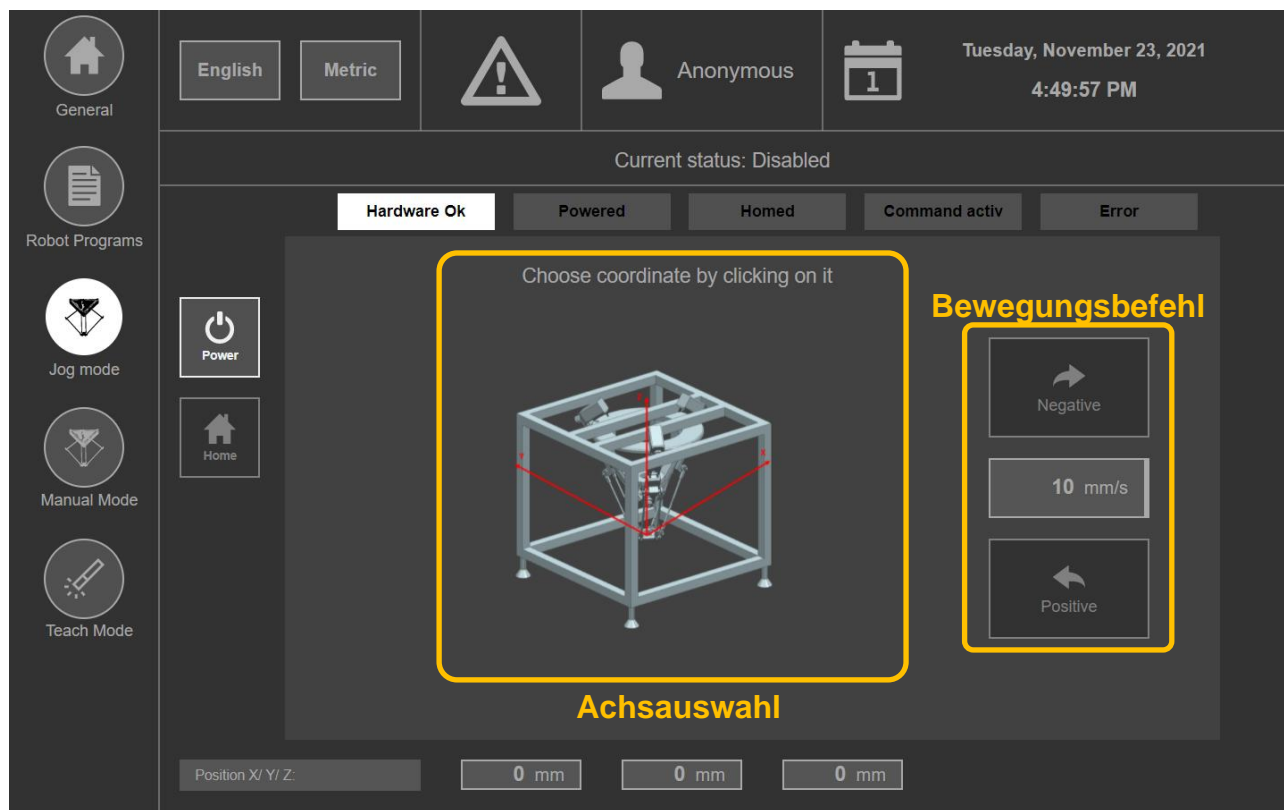 General
English
Metric
Anonymous
1
Tuesday, November 23, 2021
4:49:57 PM
Current status: Disabled
Robot Programs
Hardware Ok
Powered
Homed
Command activ
Error
Choose coordinate by clicking on it
Bewegungsbefehl
Jog mode
Power
Home
Negative
10 mm/s
Positive
Manual Mode
Teach Mode
Achsauswahl
Position X/ Y/ Z:
0 mm
0 mm
0 mm